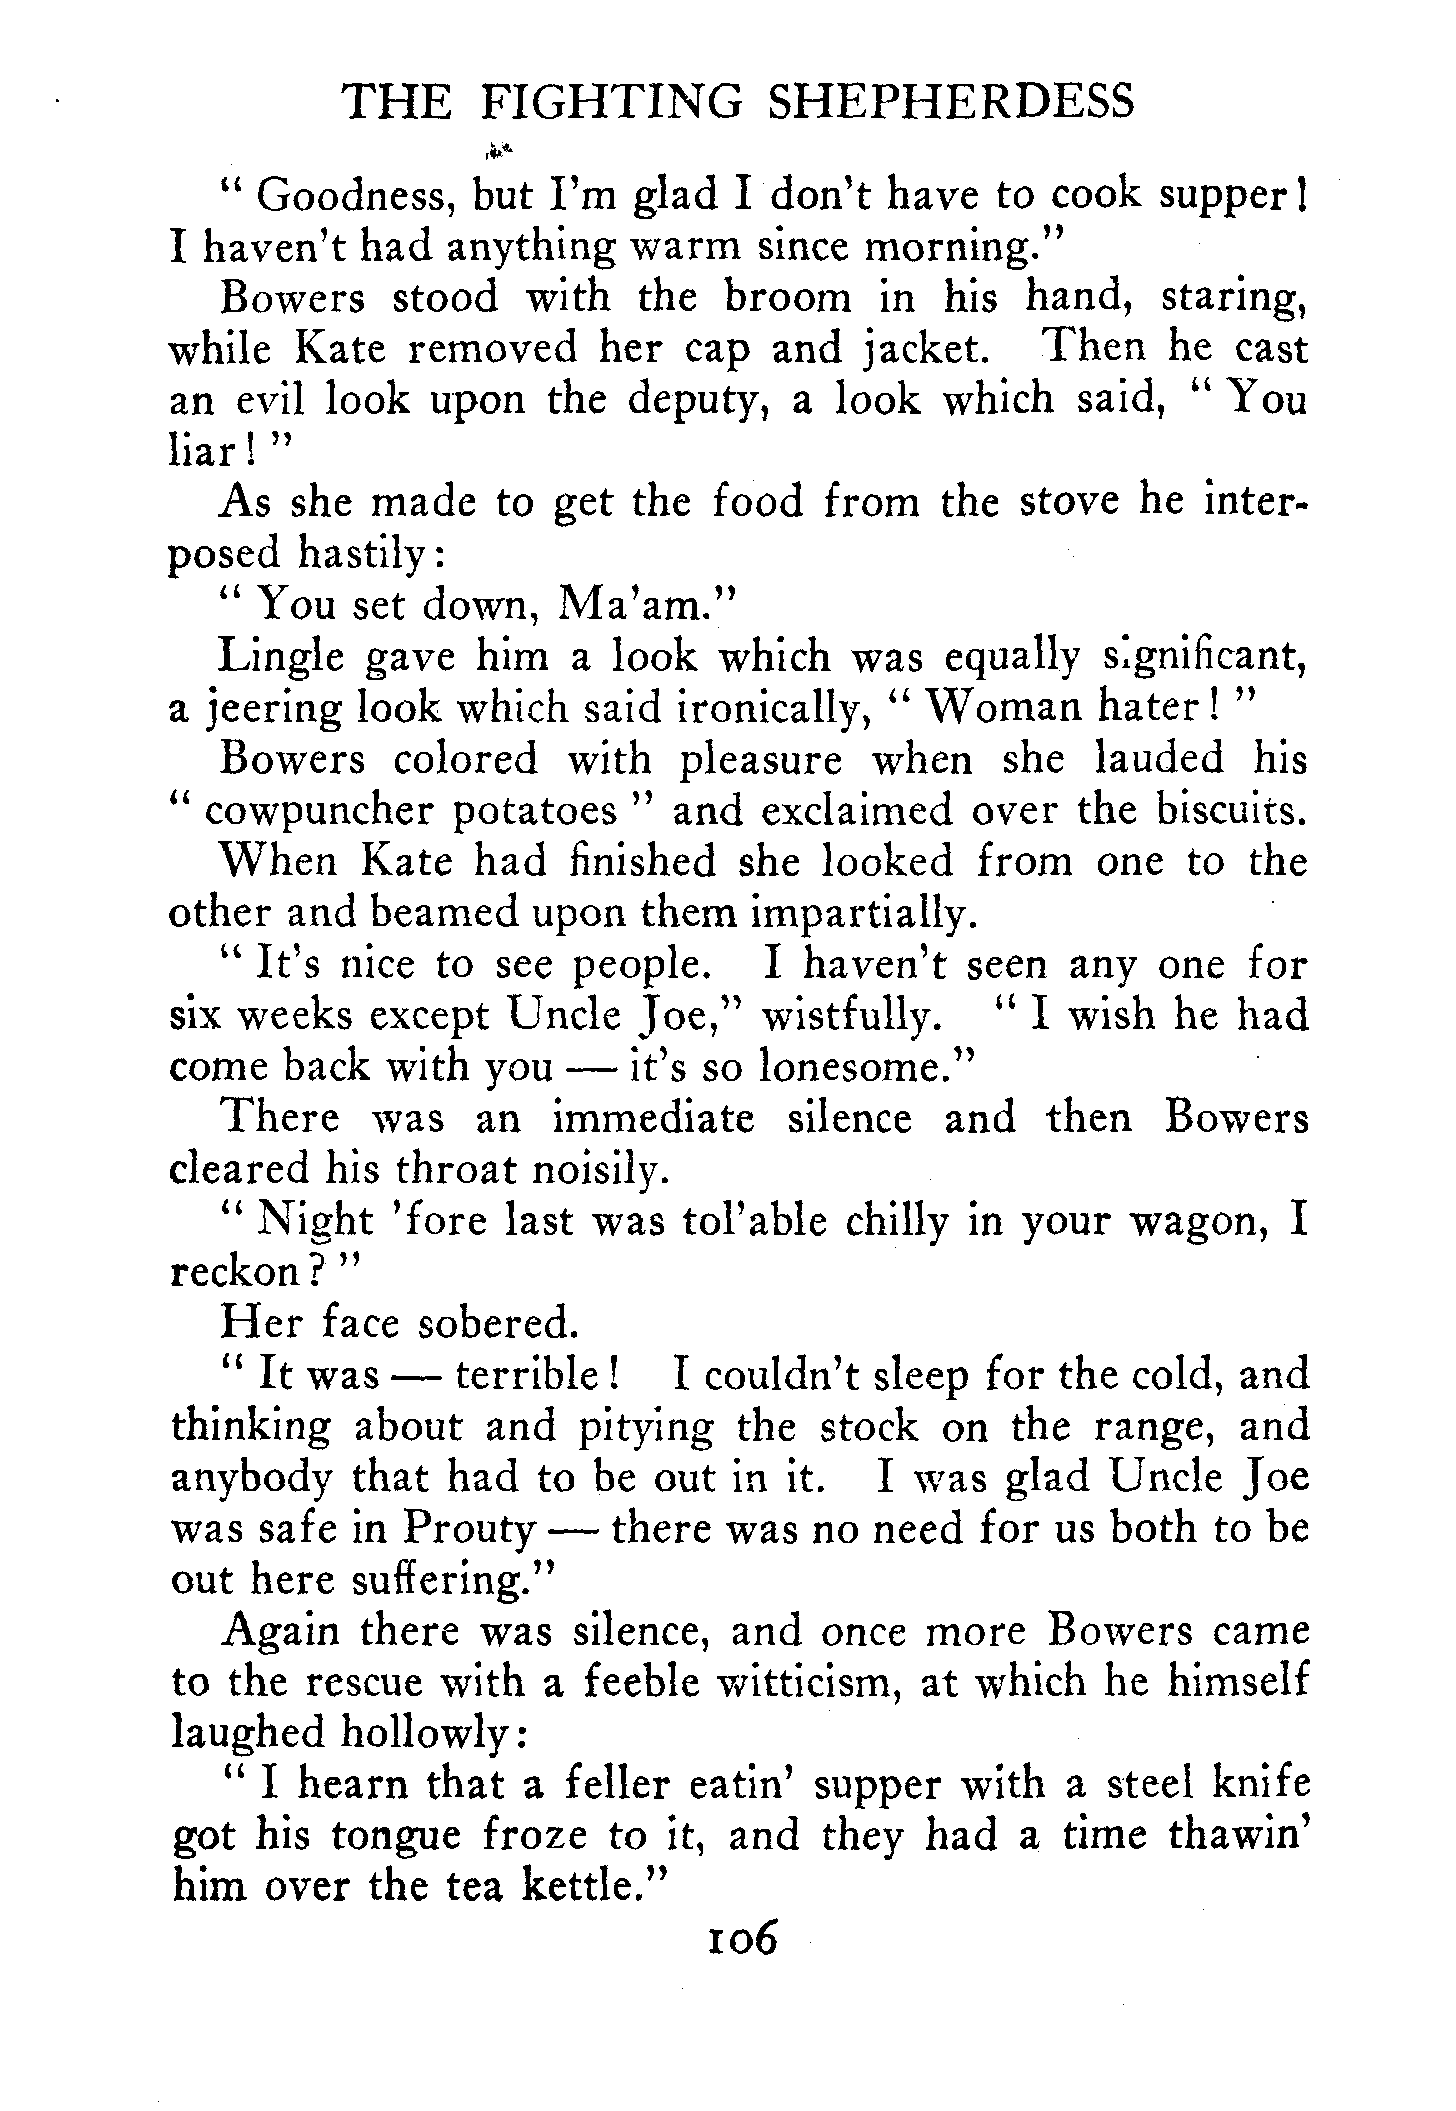 THE FIGHTING SHEPHERDESS
" Goodness, but I'm glad I don't have to cook supper!
I haven't had anything warm since morning."
Bowers stood with the broom in his hand, staring,
while Kate removed her cap and jacket. Then he cast
an evil look upon the deputy, a look which said, " You
liar! "
As she made to get the food from the stove he inter-
posed hastily:
" You set down, Ma'am."
Lingle gave him a look which was equally significant,
a jeering look which said ironically, " Woman hater! "
Bowers colored with pleasure when she lauded his
" cowpuncher potatoes " and exclaimed over the biscuits.
When Kate had finished she looked from one to the
other and beamed upon them impartially.
" It's nice to see people. I haven't seen any one for
six weeks except Uncle Joe," wistfully. " I wish he had
come back with you — it's so lonesome."
There was an immediate silence and then Bowers
cleared his throat noisily.
" Night 'fore last was tol'able chilly in your wagon, I
reckon? "
Her face sobered.
" It was — terrible! I couldn't sleep for the cold, and
thinking about and pitying the stock on the range, and
anybody that had to be out in it. I was glad Uncle Joe
was safe in Prouty — there was no need for us both to be
out here suffering."
Again there was silence, and once more Bowers came
to the rescue with a feeble witticism, at which he himself
laughed hollowly:
" I hearn that a feller eatin' supper with a steel knife
got his tongue froze to it, and they had a time thawin'
him over the tea kettle."
106